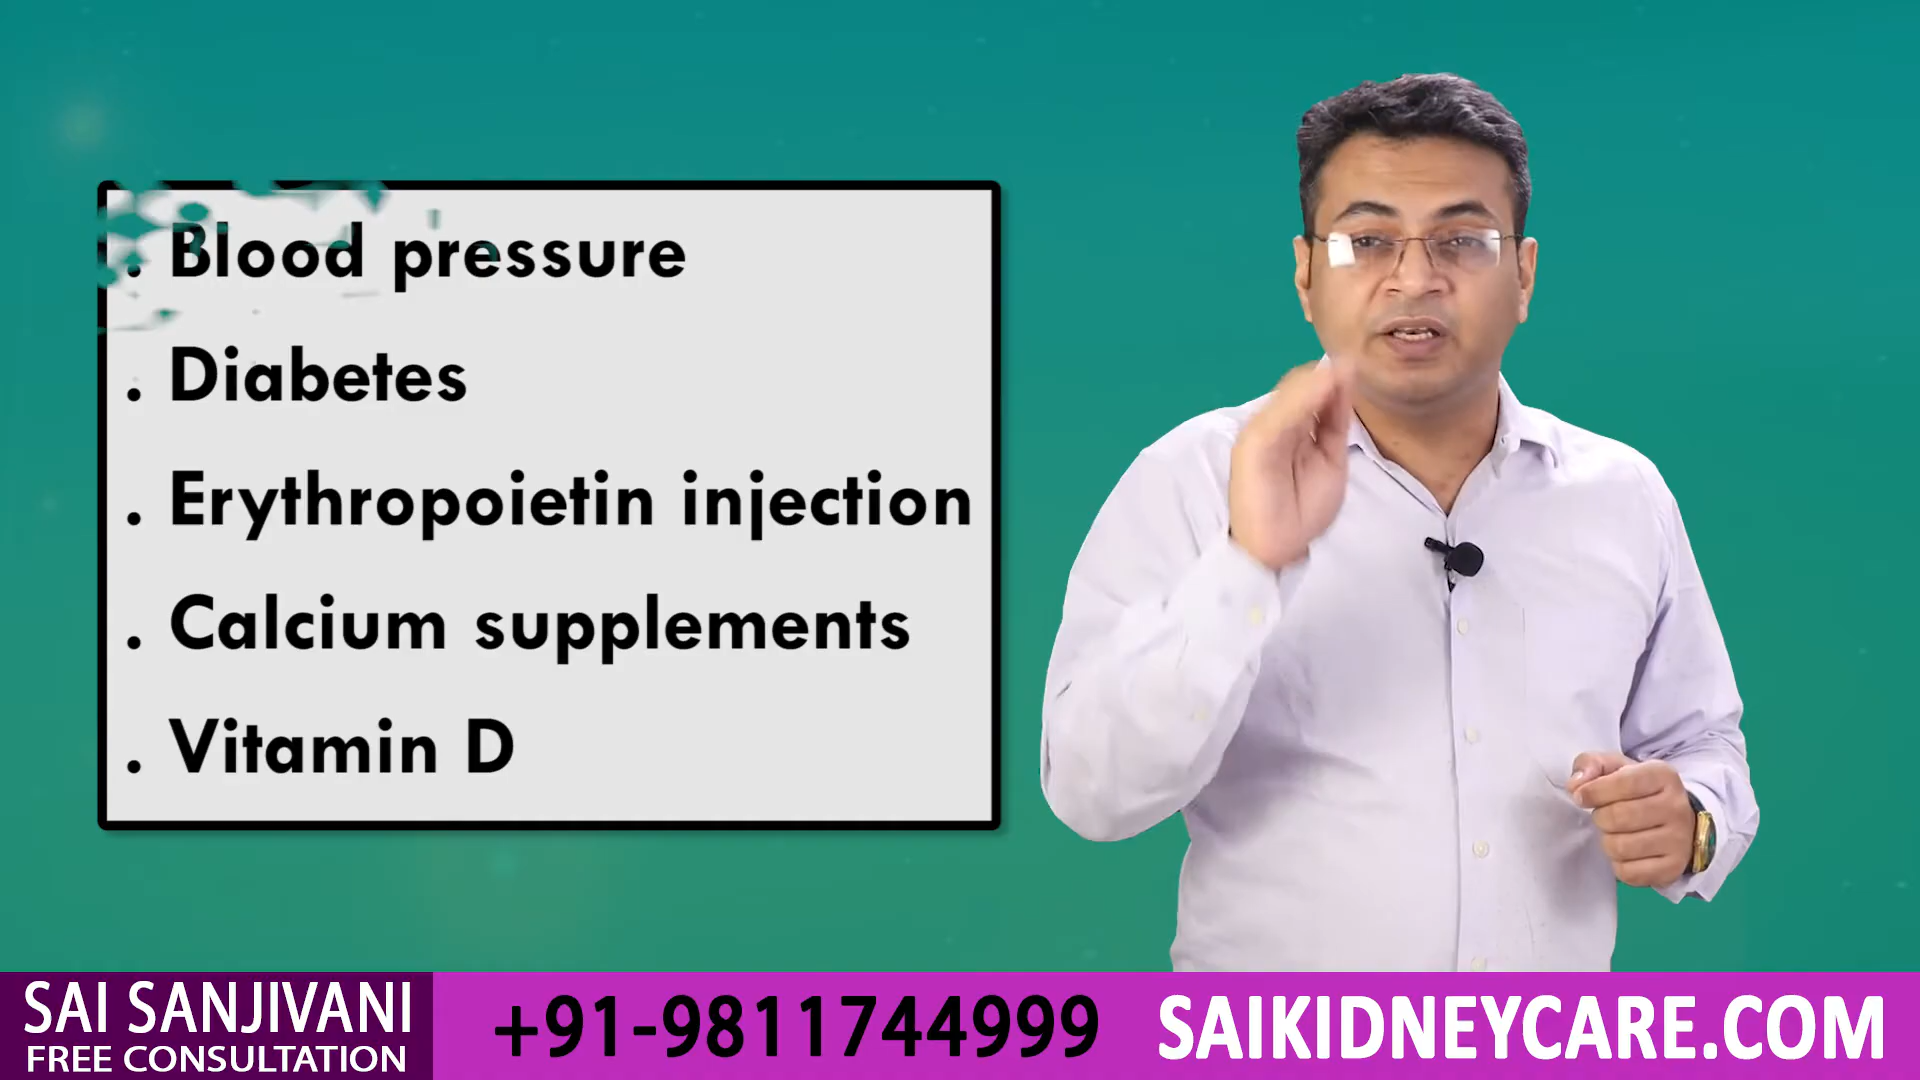 . Blood pressure
. Diabetes
. Erythropoietin injection
. Calcium supplements
. Vitamin D
SAI SANJIVANI
FREE CONSULTATION
+91-9811744999
SAIKIDNEYCARE.COM